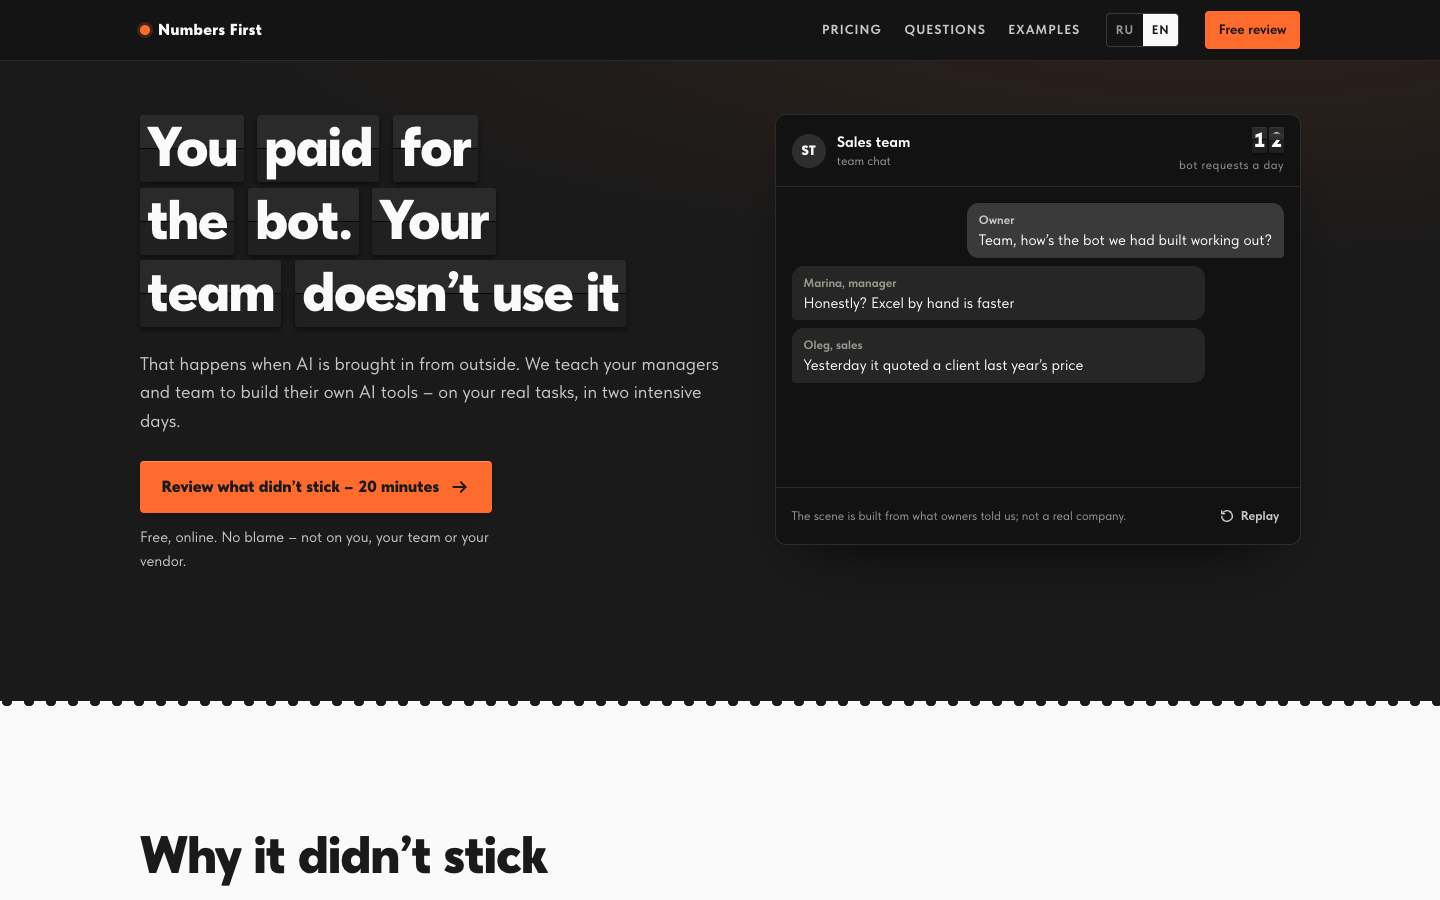 Numbers First
PRICING
QUESTIONS
EXAMPLES
RU
EN
Free review
You paid for
the bot. Your
team doesn’t use it
That happens when AI is brought in from outside. We teach your managers
and team to build their own AI tools – on your real tasks, in two intensive
days.
Review what didn’t stick – 20 minutes
Free, online. No blame – not on you, your team or your
vendor.
ST
Sales team
team chat
12
bot requests a day
Owner
Team, how’s the bot we had built working out?
Marina, manager
Honestly? Excel by hand is faster
Oleg, sales
Yesterday it quoted a client last year’s price
The scene is built from what owners told us; not a real company.
Replay
Why it didn’t stick